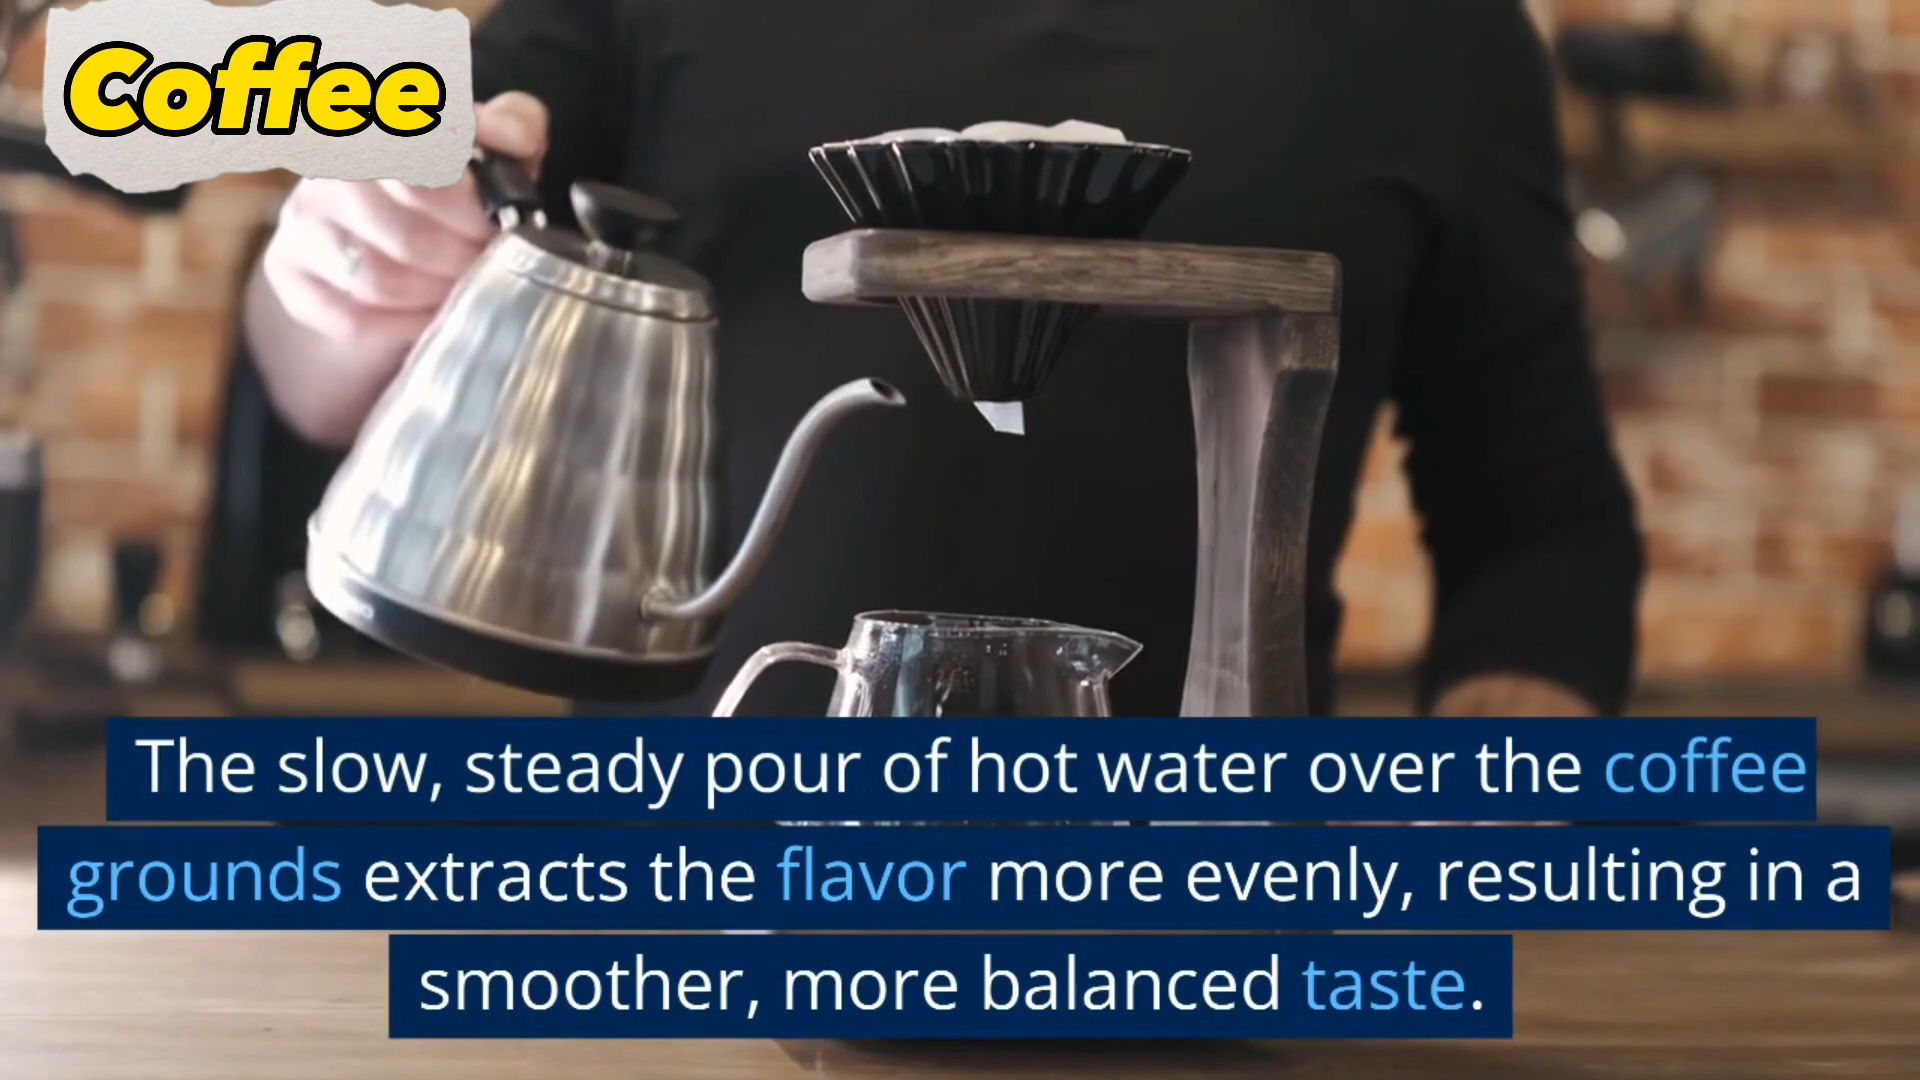 Coffee
The slow, steady pour of hot water over the coffee
grounds extracts the flavor more evenly, resulting in a
smoother, more balanced taste.